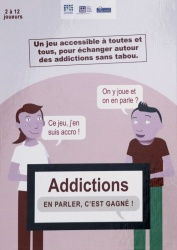 2 à 12
joueurs
Un jeu accessible à toutes et
tous, pour échanger autour
des addictions sans tabou.
On y joue et
on en parle ?
Ce jeu, j'en
suis accro !
Addictions
EN PARLER, C'EST GAGNÉ !